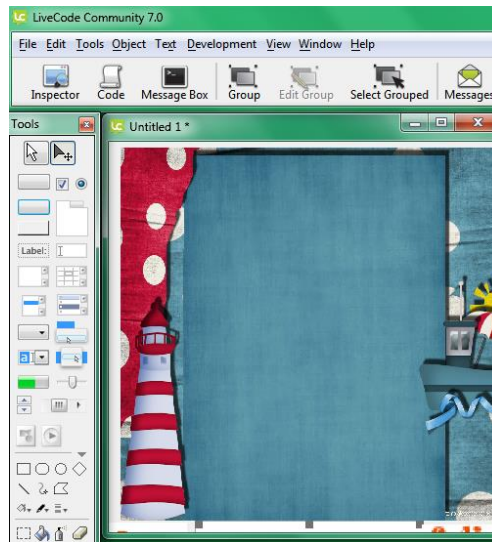 LiveCode Community 7.0
File Edit Tools Object Text Development View Window Help
Inspector Code Message Box Group Edit Group Select Grouped Messages
Tools
Untitled 1 *
Label: